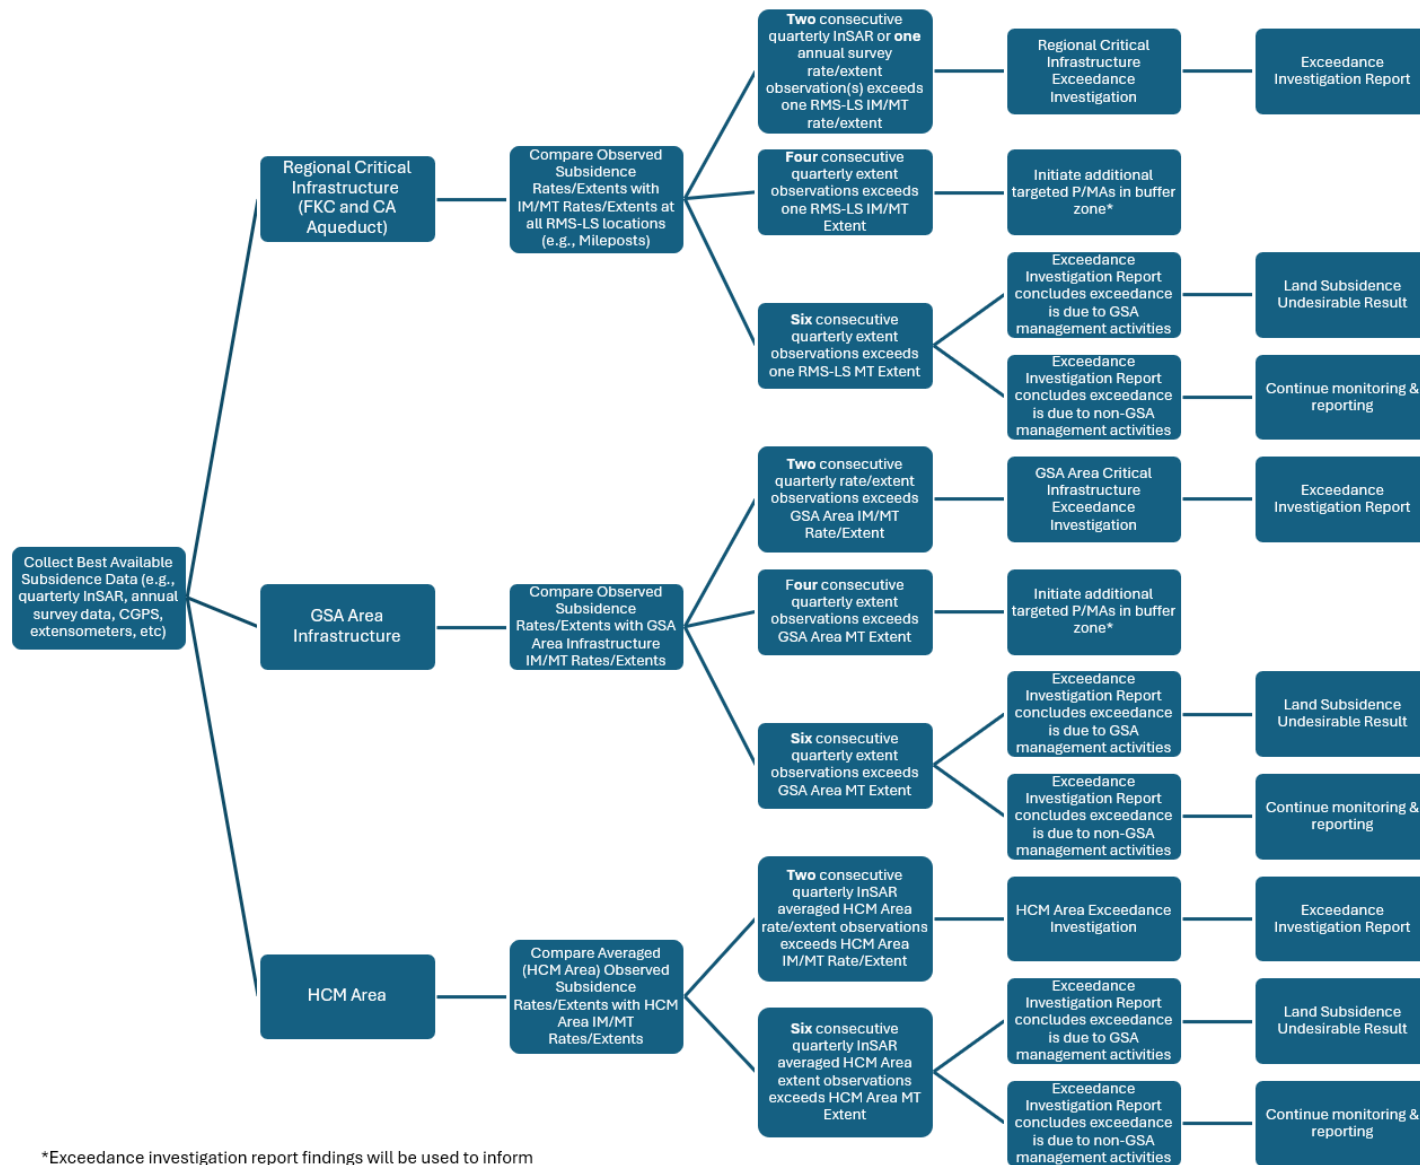 Collect Best Available
Subsidence Data (e.g.,
quarterly InSAR, annual
survey data, CGPS,
extensometers, etc)
Regional Critical
Infrastructure
(FKC and CA
Aqueduct)
Compare Observed
Subsidence
Rates/Extents with
IM/MT Rates/Extents at
all RMS-LS locations
(e.g., Mileposts)
Two consecutive
quarterly InSAR or one
annual survey
rate/extent
observation(s) exceeds
one RMS-LS IM/MT
rate/extent
Regional Critical
Infrastructure
Exceedance
Investigation
Exceedance
Investigation Report
Four consecutive
quarterly extent
observations exceeds
one RMS-LS IM/MT
Extent
Initiate additional
targeted P/MAs in buffer
zone*
Six consecutive
quarterly extent
observations exceeds
one RMS-LS MT Extent
Exceedance
Investigation Report
concludes exceedance
is due to GSA
management activities
Land Subsidence
Undesirable Result
Exceedance
Investigation Report
concludes exceedance
is due to non-GSA
management activities
Continue monitoring &
reporting
GSA Area
Infrastructure
Compare Observed
Subsidence
Rates/Extents with GSA
Area Infrastructure
IM/MT Rates/Extents
Two consecutive
quarterly rate/extent
observations exceeds
GSA Area IM/MT
Rate/Extent
GSA Area Critical
Infrastructure
Exceedance
Investigation
Exceedance
Investigation Report
Four consecutive
quarterly extent
observations exceeds
GSA Area MT Extent
Initiate additional
targeted P/MAs in buffer
zone*
Six consecutive
quarterly extent
observations exceeds
GSA Area MT Extent
Exceedance
Investigation Report
concludes exceedance
is due to GSA
management activities
Land Subsidence
Undesirable Result
Exceedance
Investigation Report
concludes exceedance
is due to non-GSA
management activities
Continue monitoring &
reporting
HCM Area
Compare Averaged
(HCM Area) Observed
Subsidence
Rates/Extents with HCM
Area IM/MT
Rates/Extents
Two consecutive
quarterly InSAR
averaged HCM Area
rate/extent observations
exceeds HCM Area
IM/MT Rate/Extent
HCM Area Exceedance
Investigation
Exceedance
Investigation Report
Six consecutive
quarterly InSAR
averaged HCM Area
extent observations
exceeds HCM Area MT
Extent
Exceedance
Investigation Report
concludes exceedance
is due to GSA
management activities
Land Subsidence
Undesirable Result
Exceedance
Investigation Report
concludes exceedance
is due to non-GSA
management activities
Continue monitoring &
reporting
*Exceedance investigation report findings will be used to inform